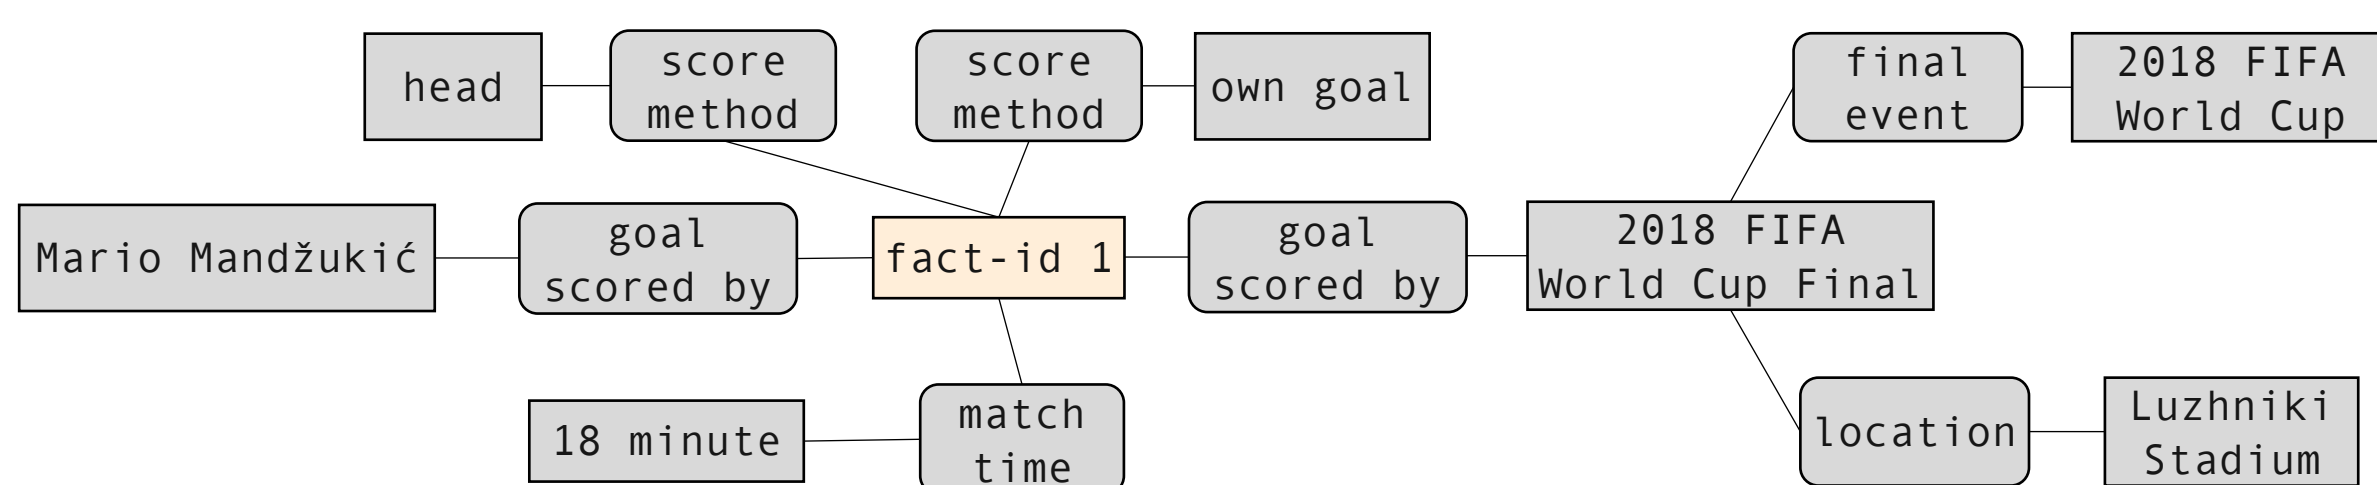 head
score
method
score
method
own goal
final
event
2018 FIFA
World Cup
Mario Mandžukić
goal
scored by
fact-id 1
goal
scored by
2018 FIFA
World Cup Final
18 minute
match
time
location
Luzhniki
Stadium